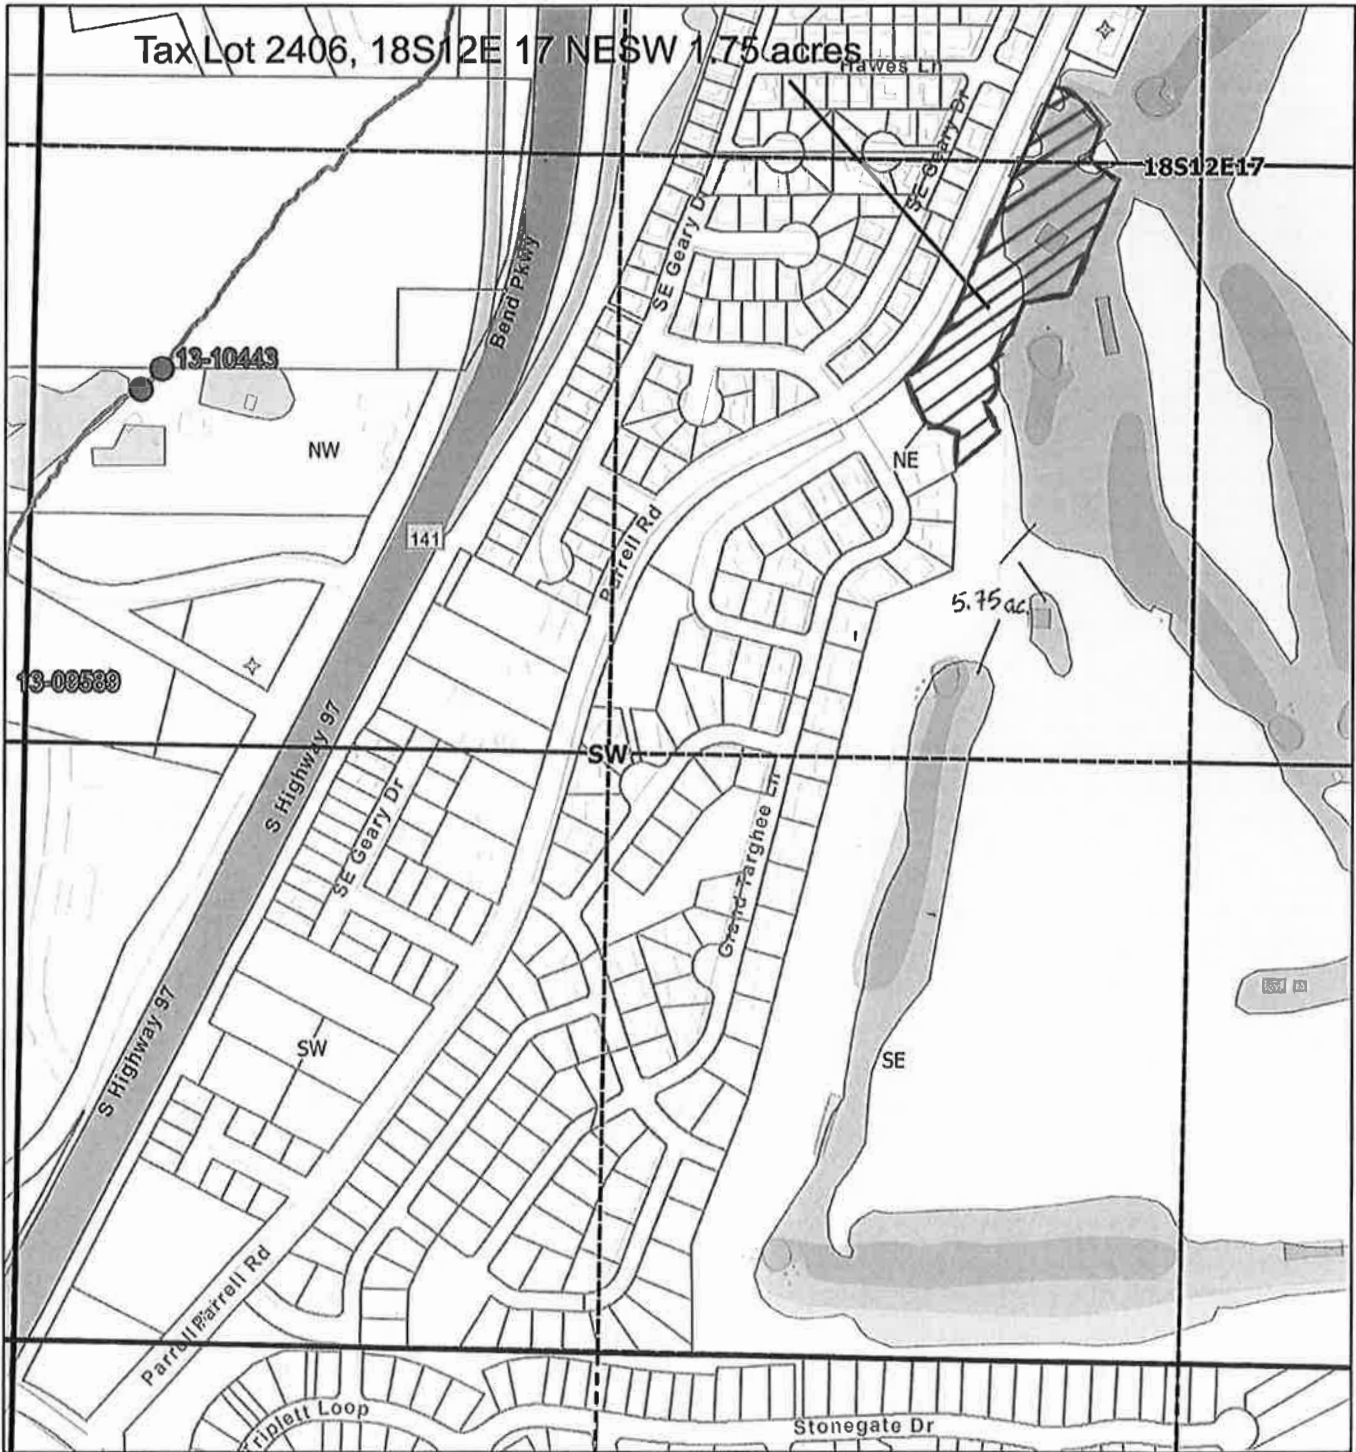 Tax Lot 2406, 18S12E 17 NESW 1.75 acres
Hawes Ln
SE Geary Dr
18S12E17
SE Geary Dr
Bend Pkwy
13-10443
NW
NE
141
Parrell Rd
5.75 ac.
13-09589
SW
S Highway 97
SE Geary Dr
Grand Targhee Ln
S Highway 97
SW
SE
Parrell Rd
Parrell Rd
Triplett Loop
Stonegate Dr